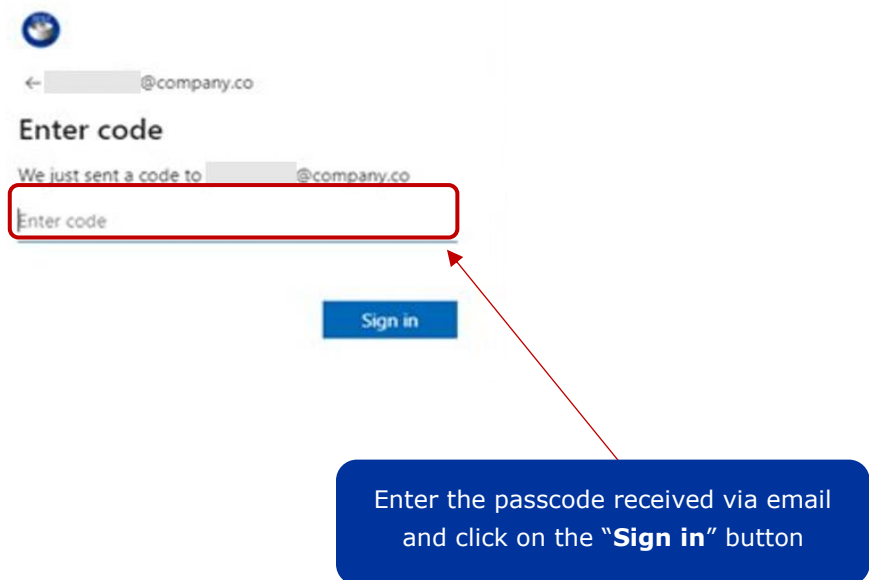 ← @company.co
Enter code
We just sent a code to @company.co
Enter code
Sign in
Enter the passcode received via email
and click on the “Sign in” button